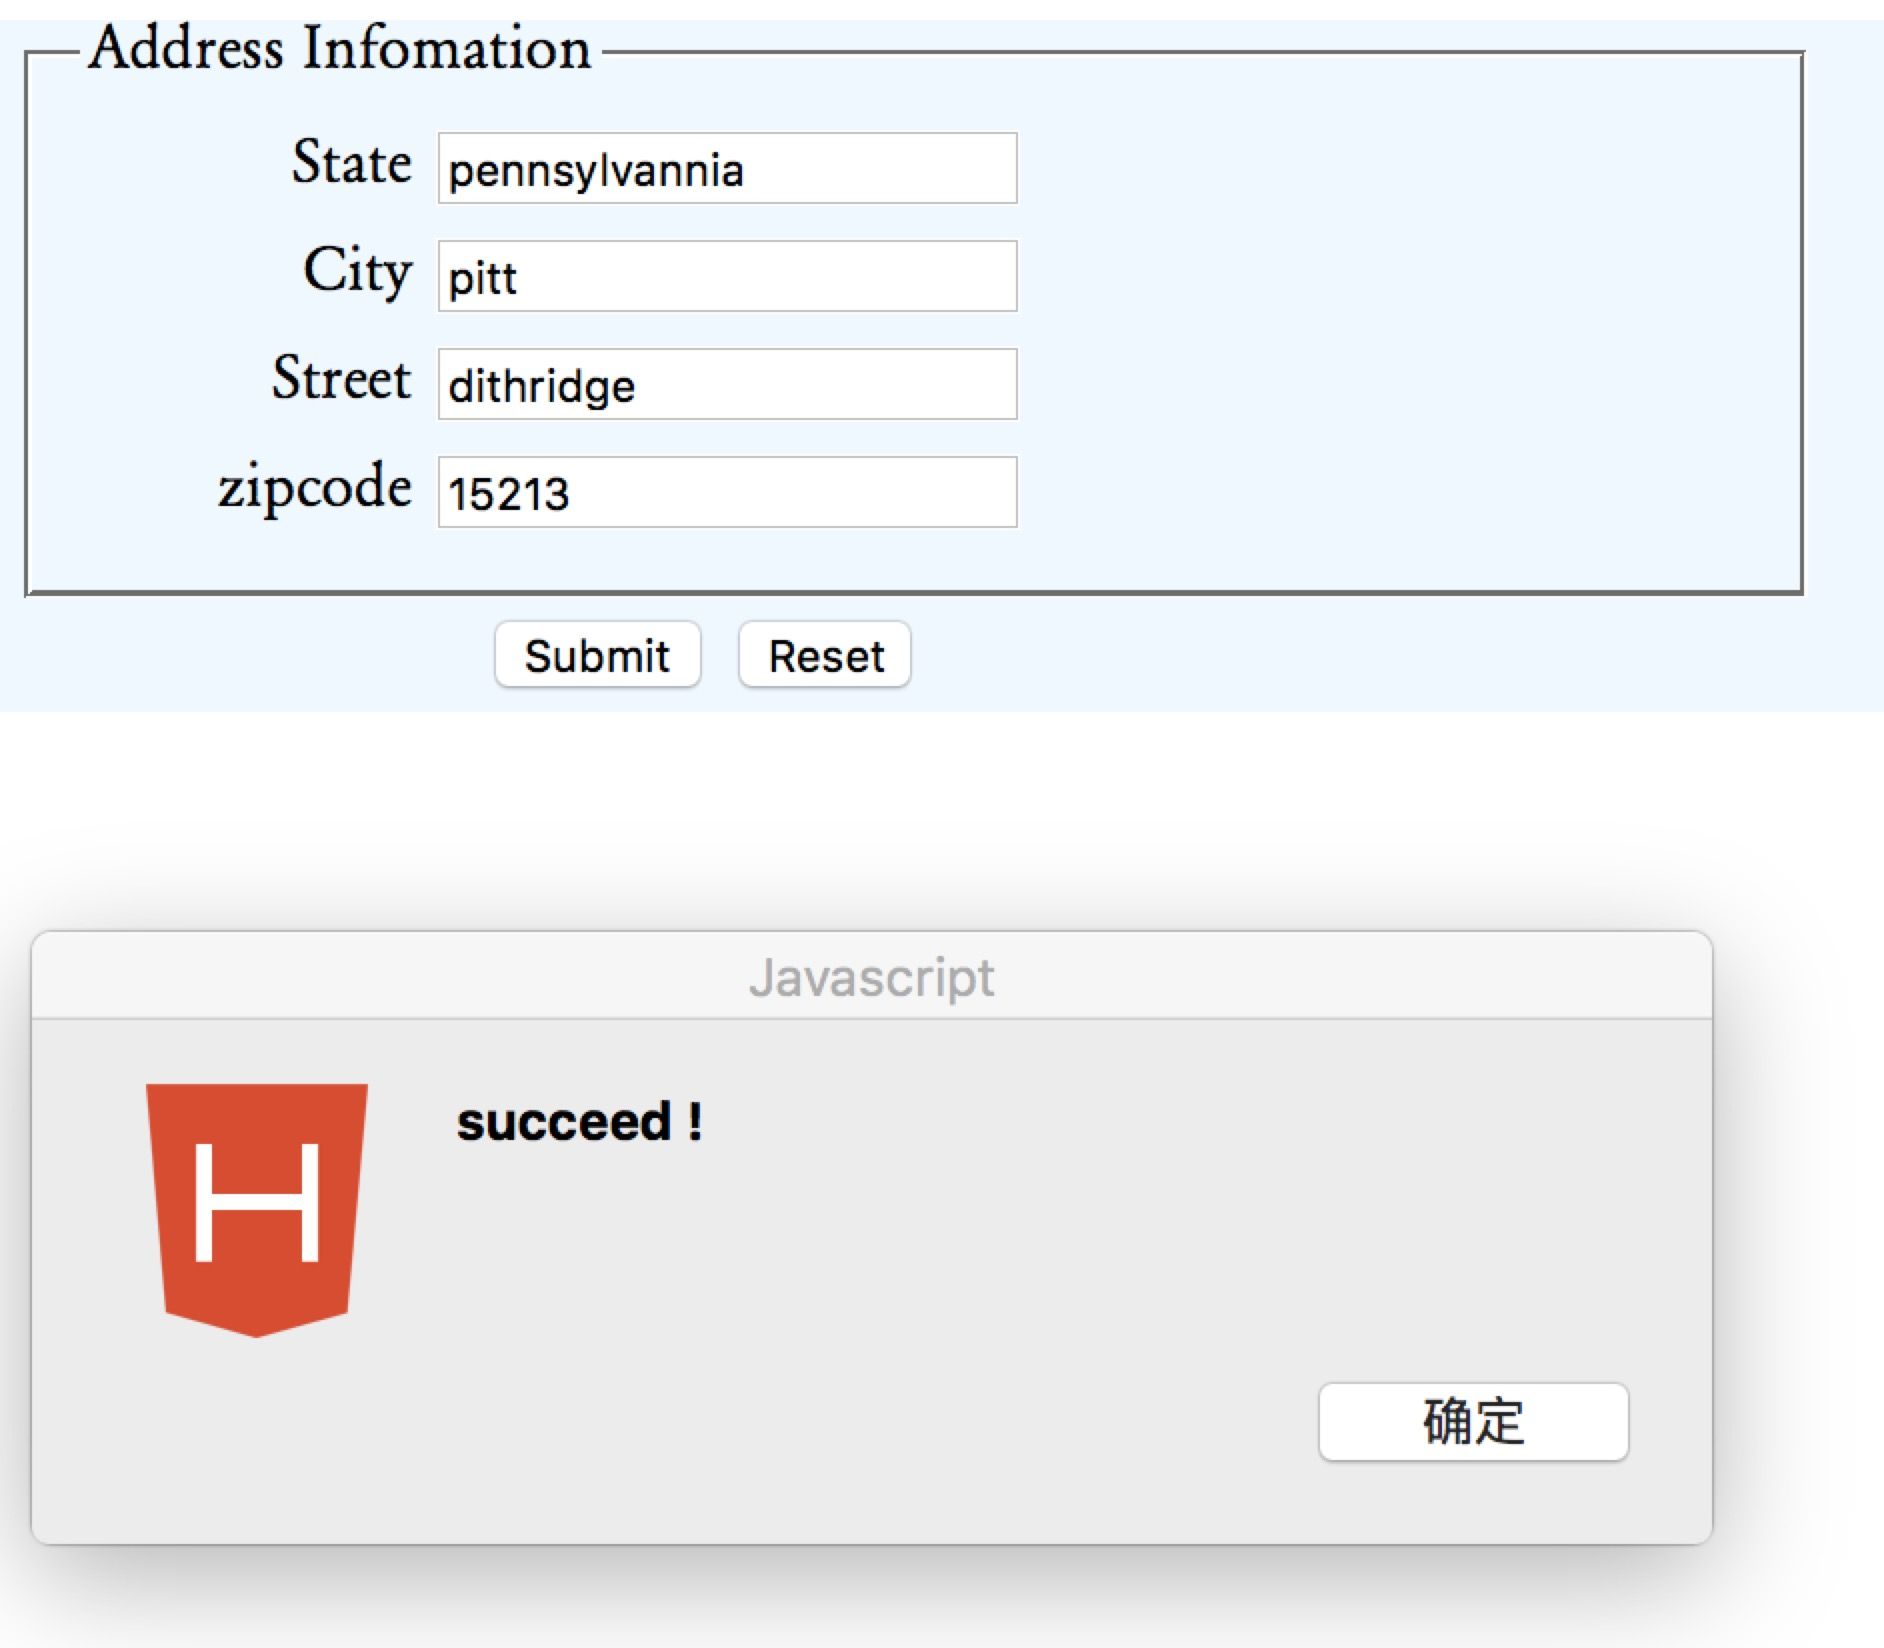 Address Infomation
State pennsylvannia
City pitt
Street dithridge
zipcode 15213
Submit Reset
Javascript
H
succeed !
确定